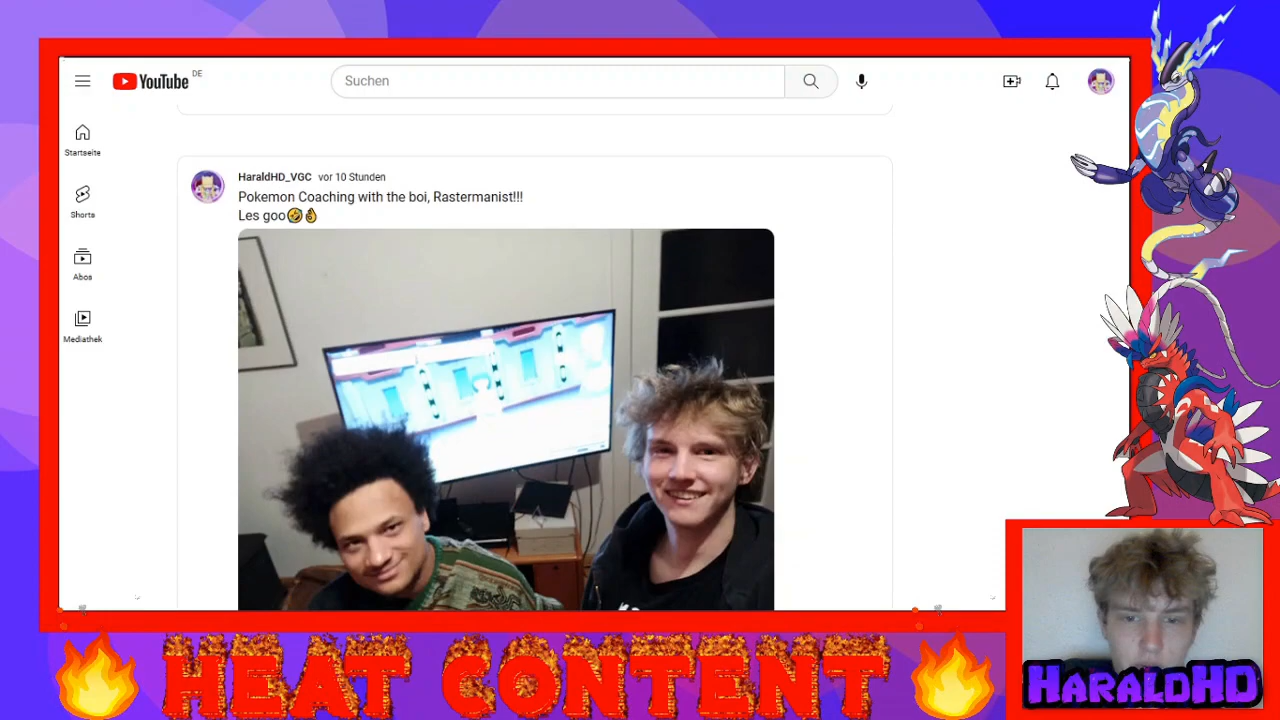 YouTube DE
Suchen
Startseite
Shorts
Abos
Mediathek
HaraldHD_VGC vor 10 Stunden
Pokemon Coaching with the boi, Rastermanist!!!
Les goo🤣👌
HEAT CONTENT
HARALDHD